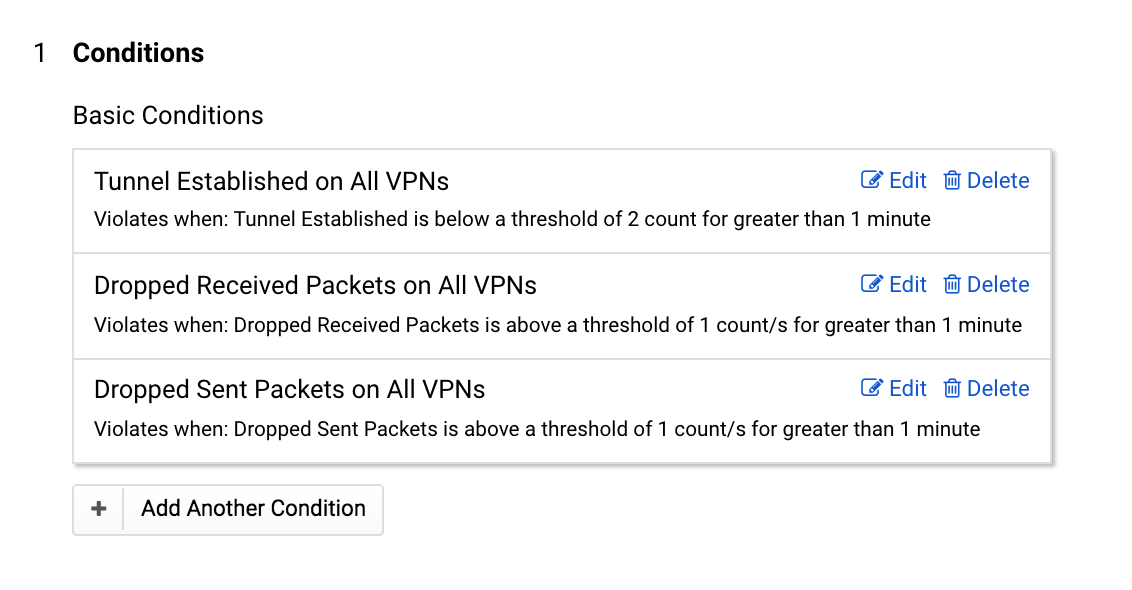 1 Conditions
Basic Conditions
Tunnel Established on All VPNs Edit Delete
Violates when: Tunnel Established is below a threshold of 2 count for greater than 1 minute
Dropped Received Packets on All VPNs Edit Delete
Violates when: Dropped Received Packets is above a threshold of 1 count/s for greater than 1 minute
Dropped Sent Packets on All VPNs Edit Delete
Violates when: Dropped Sent Packets is above a threshold of 1 count/s for greater than 1 minute
+ Add Another Condition